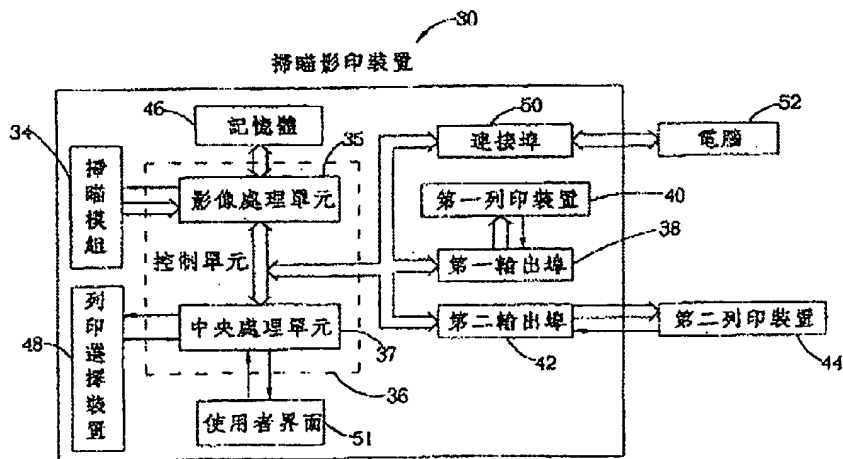 30
掃瞄影印裝置
46
記憶體
50
連接埠
52
電腦
34
掃瞄模組
35
影像處理單元
第一列印裝置
40
控制單元
第一輸出埠
38
列印選擇裝置
48
中央處理單元
37
第二輸出埠
42
第二列印裝置
44
36
使用者界面
51